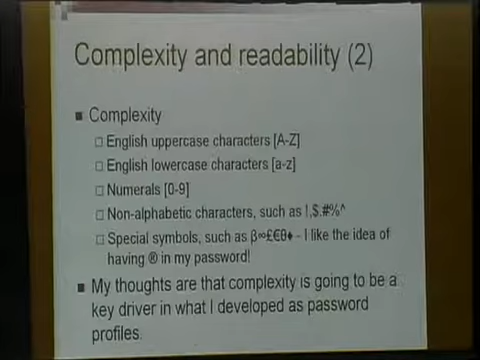 Complexity and readability (2)
Complexity
English uppercase characters [A-Z]
English lowercase characters [a-z]
Numerals [0-9]
Non-alphabetic characters, such as !,$,#%^
Special symbols, such as β∞£€θ♦ - I like the idea of
having ® in my password!
My thoughts are that complexity is going to be a
key driver in what I developed as password
profiles.